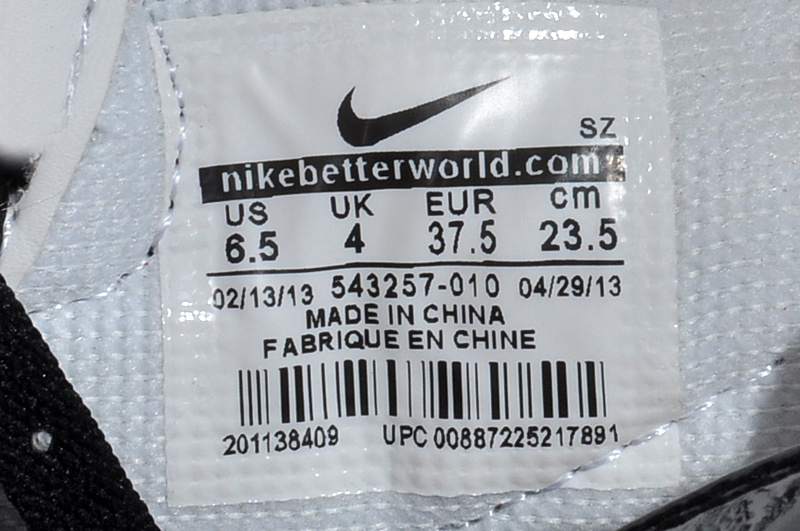 SZ
nikebetterworld.com
US UK EUR cm
6.5 4 37.5 23.5
02/13/13 543257-010 04/29/13
MADE IN CHINA
FABRIQUE EN CHINE
201138409 UPC 00887225217891